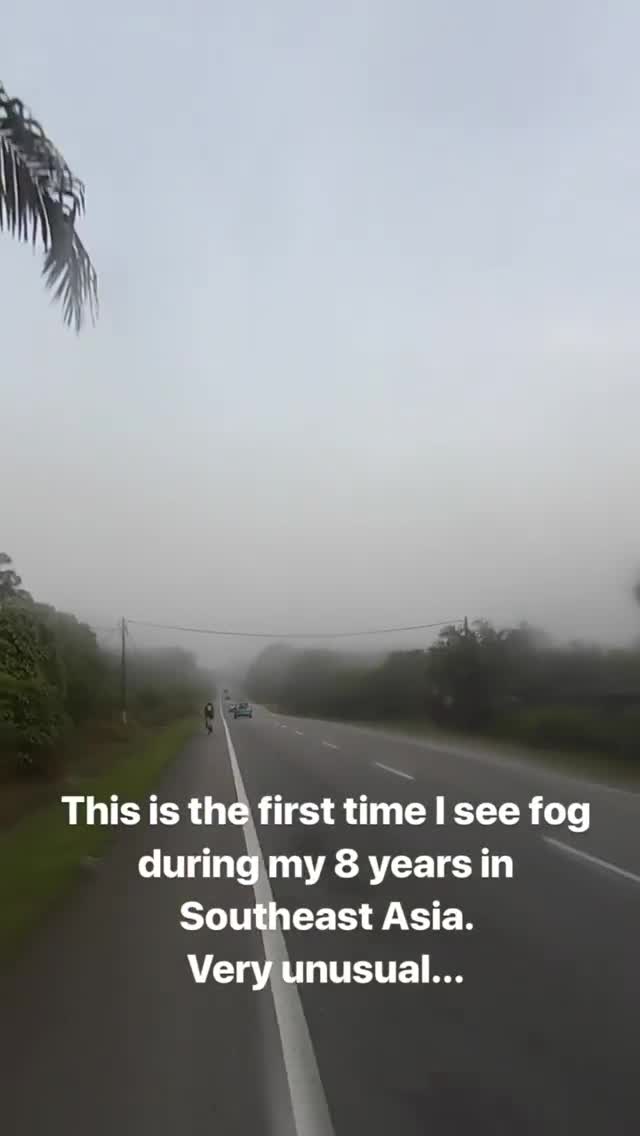 This is the first time I see fog
during my 8 years in
Southeast Asia.
Very unusual...